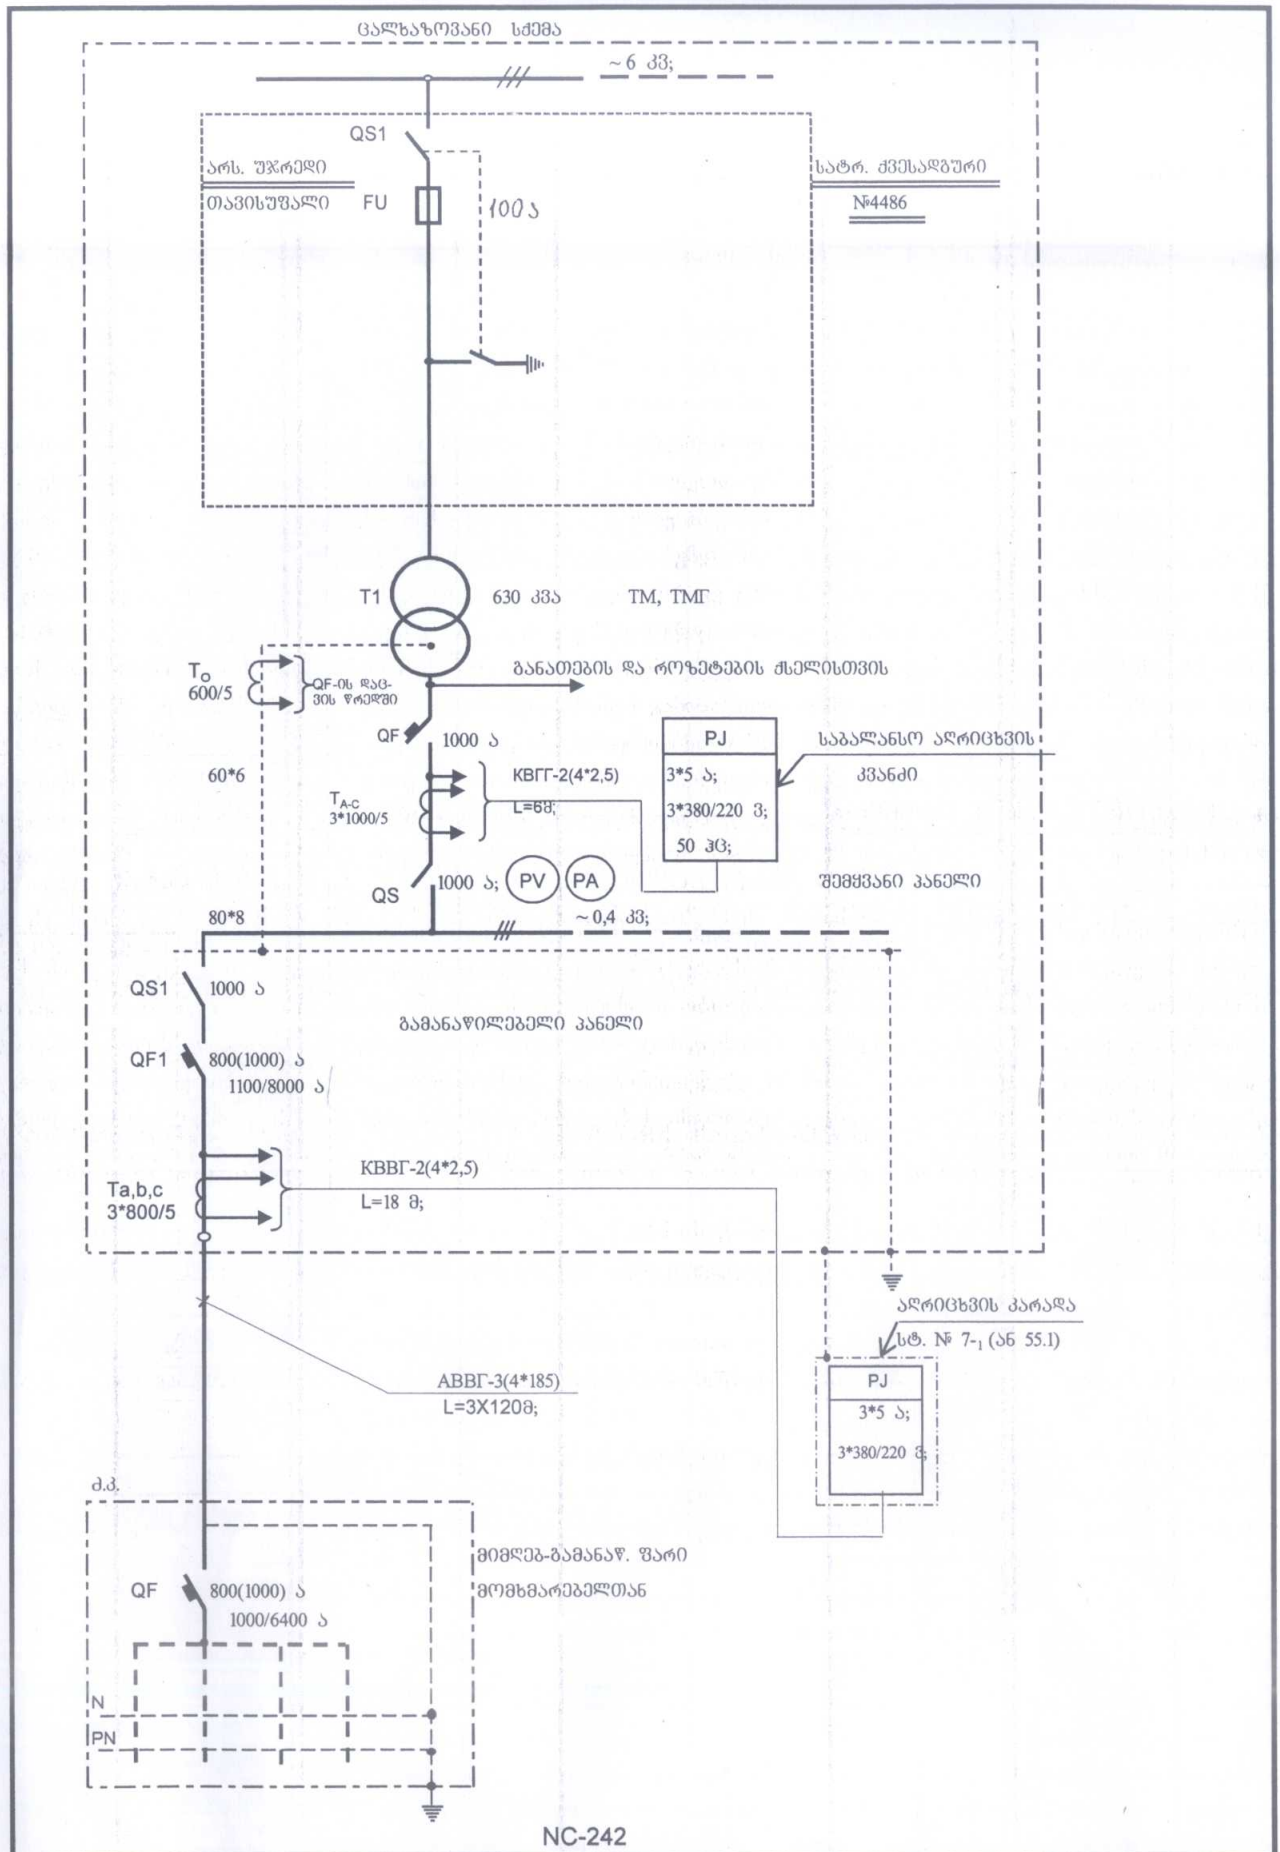 ცალხაზოვანი სქემა
~ 6 კვ;
QS1
არს. უჯრედი
თავისუფალი
FU
100 ა
სატრ. ქვესადგური
№4486
T1
630 კვა
ТМ, ТМГ
განათების და როზეტების ქსელისთვის
TO
600/5
QF-ის დაც-
ვის წრედში
QF
1000 ა
60*6
TA-C
3*1000/5
КВГГ-2(4*2,5)
L=6მ;
PJ
3*5 ა;
3*380/220 ვ;
50 ჰც;
საბალანსო აღრიცხვის
კვანძი
QS
1000 ა;
PV
PA
შემყვანი პანელი
80*8
~ 0,4 კვ;
QS1
1000 ა
გამანაწილებელი პანელი
QF1
800(1000) ა
1100/8000 ა
Ta,b,c
3*800/5
КВВГ-2(4*2,5)
L=18 მ;
აღრიცხვის კარადა
სტ. № 7-1 (ან 55.1)
PJ
3*5 ა;
3*380/220 ვ;
АВВГ-3(4*185)
L=3X120მ;
მ.კ.
მიმღებ-გამანაწ. ფარი
მომხმარებელთან
QF
800(1000) ა
1000/6400 ა
N
PN
NC-242